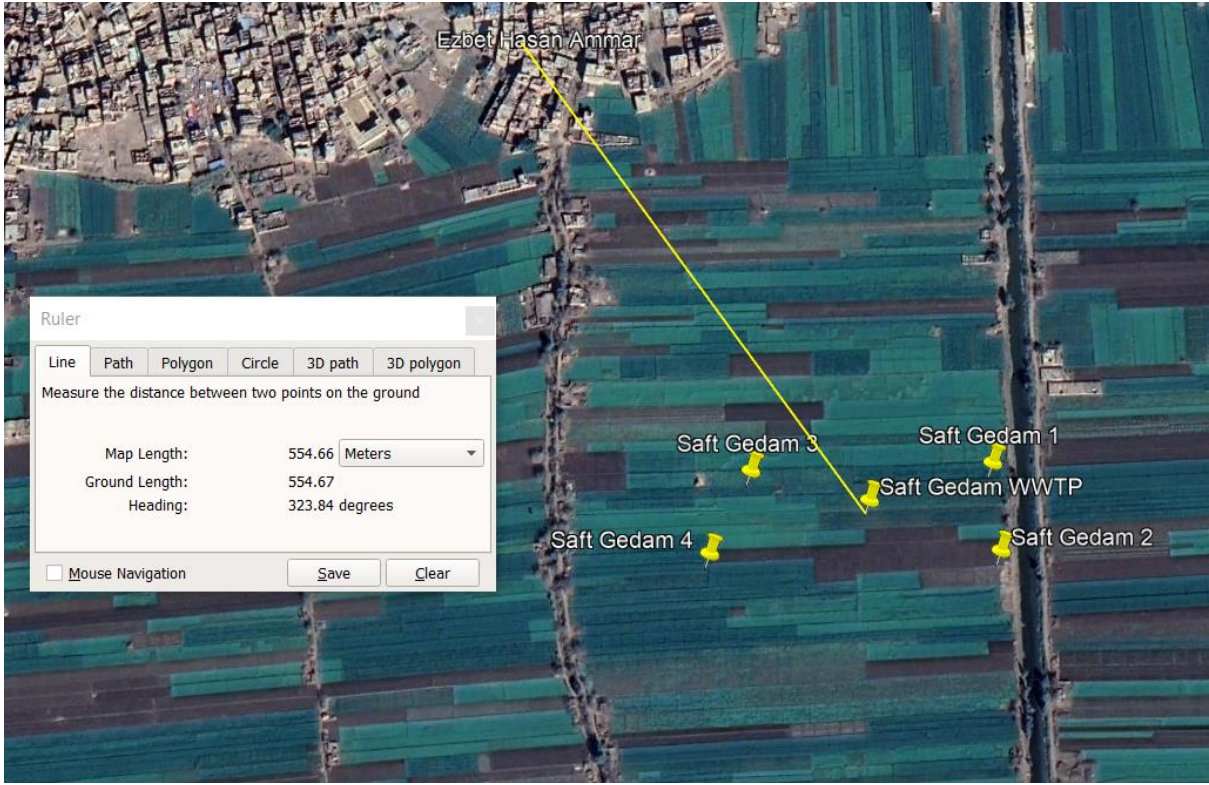 Ezbet Hasan Ammar
Ruler
Line Path Polygon Circle 3D path 3D polygon
Measure the distance between two points on the ground
Map Length: 554.66 Meters
Ground Length: 554.67
Heading: 323.84 degrees
Mouse Navigation Save Clear
Saft Gedam 3
Saft Gedam 1
Saft Gedam WWTP
Saft Gedam 4
Saft Gedam 2